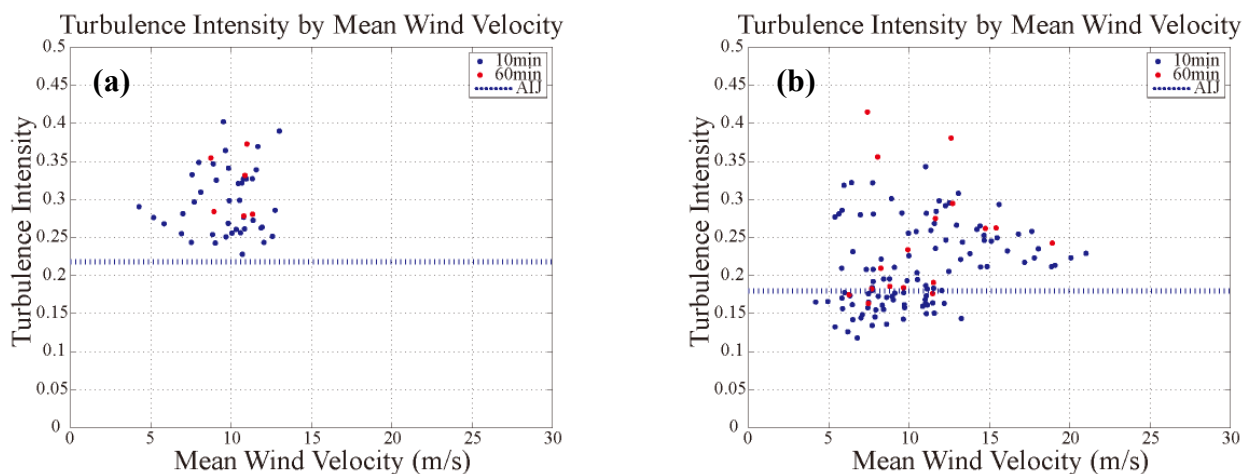 Turbulence Intensity by Mean Wind Velocity
0.5
0.45
0.4
0.35
0.3
0.25
0.2
0.15
0.1
0.05
0
Turbulence Intensity
(a)
10min
60min
AIJ
0 5 10 15 20 25 30
Mean Wind Velocity (m/s)
Turbulence Intensity by Mean Wind Velocity
0.5
0.45
0.4
0.35
0.3
0.25
0.2
0.15
0.1
0.05
0
Turbulence Intensity
(b)
10min
60min
AIJ
0 5 10 15 20 25 30
Mean Wind Velocity (m/s)